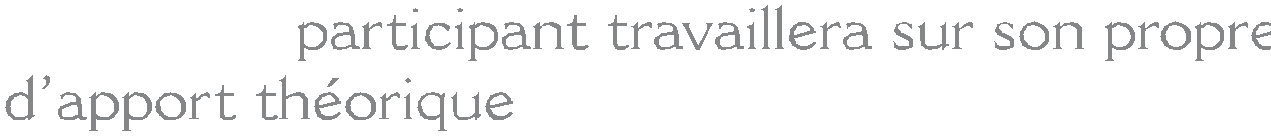 participant travaillera sur son propre
d’apport théorique